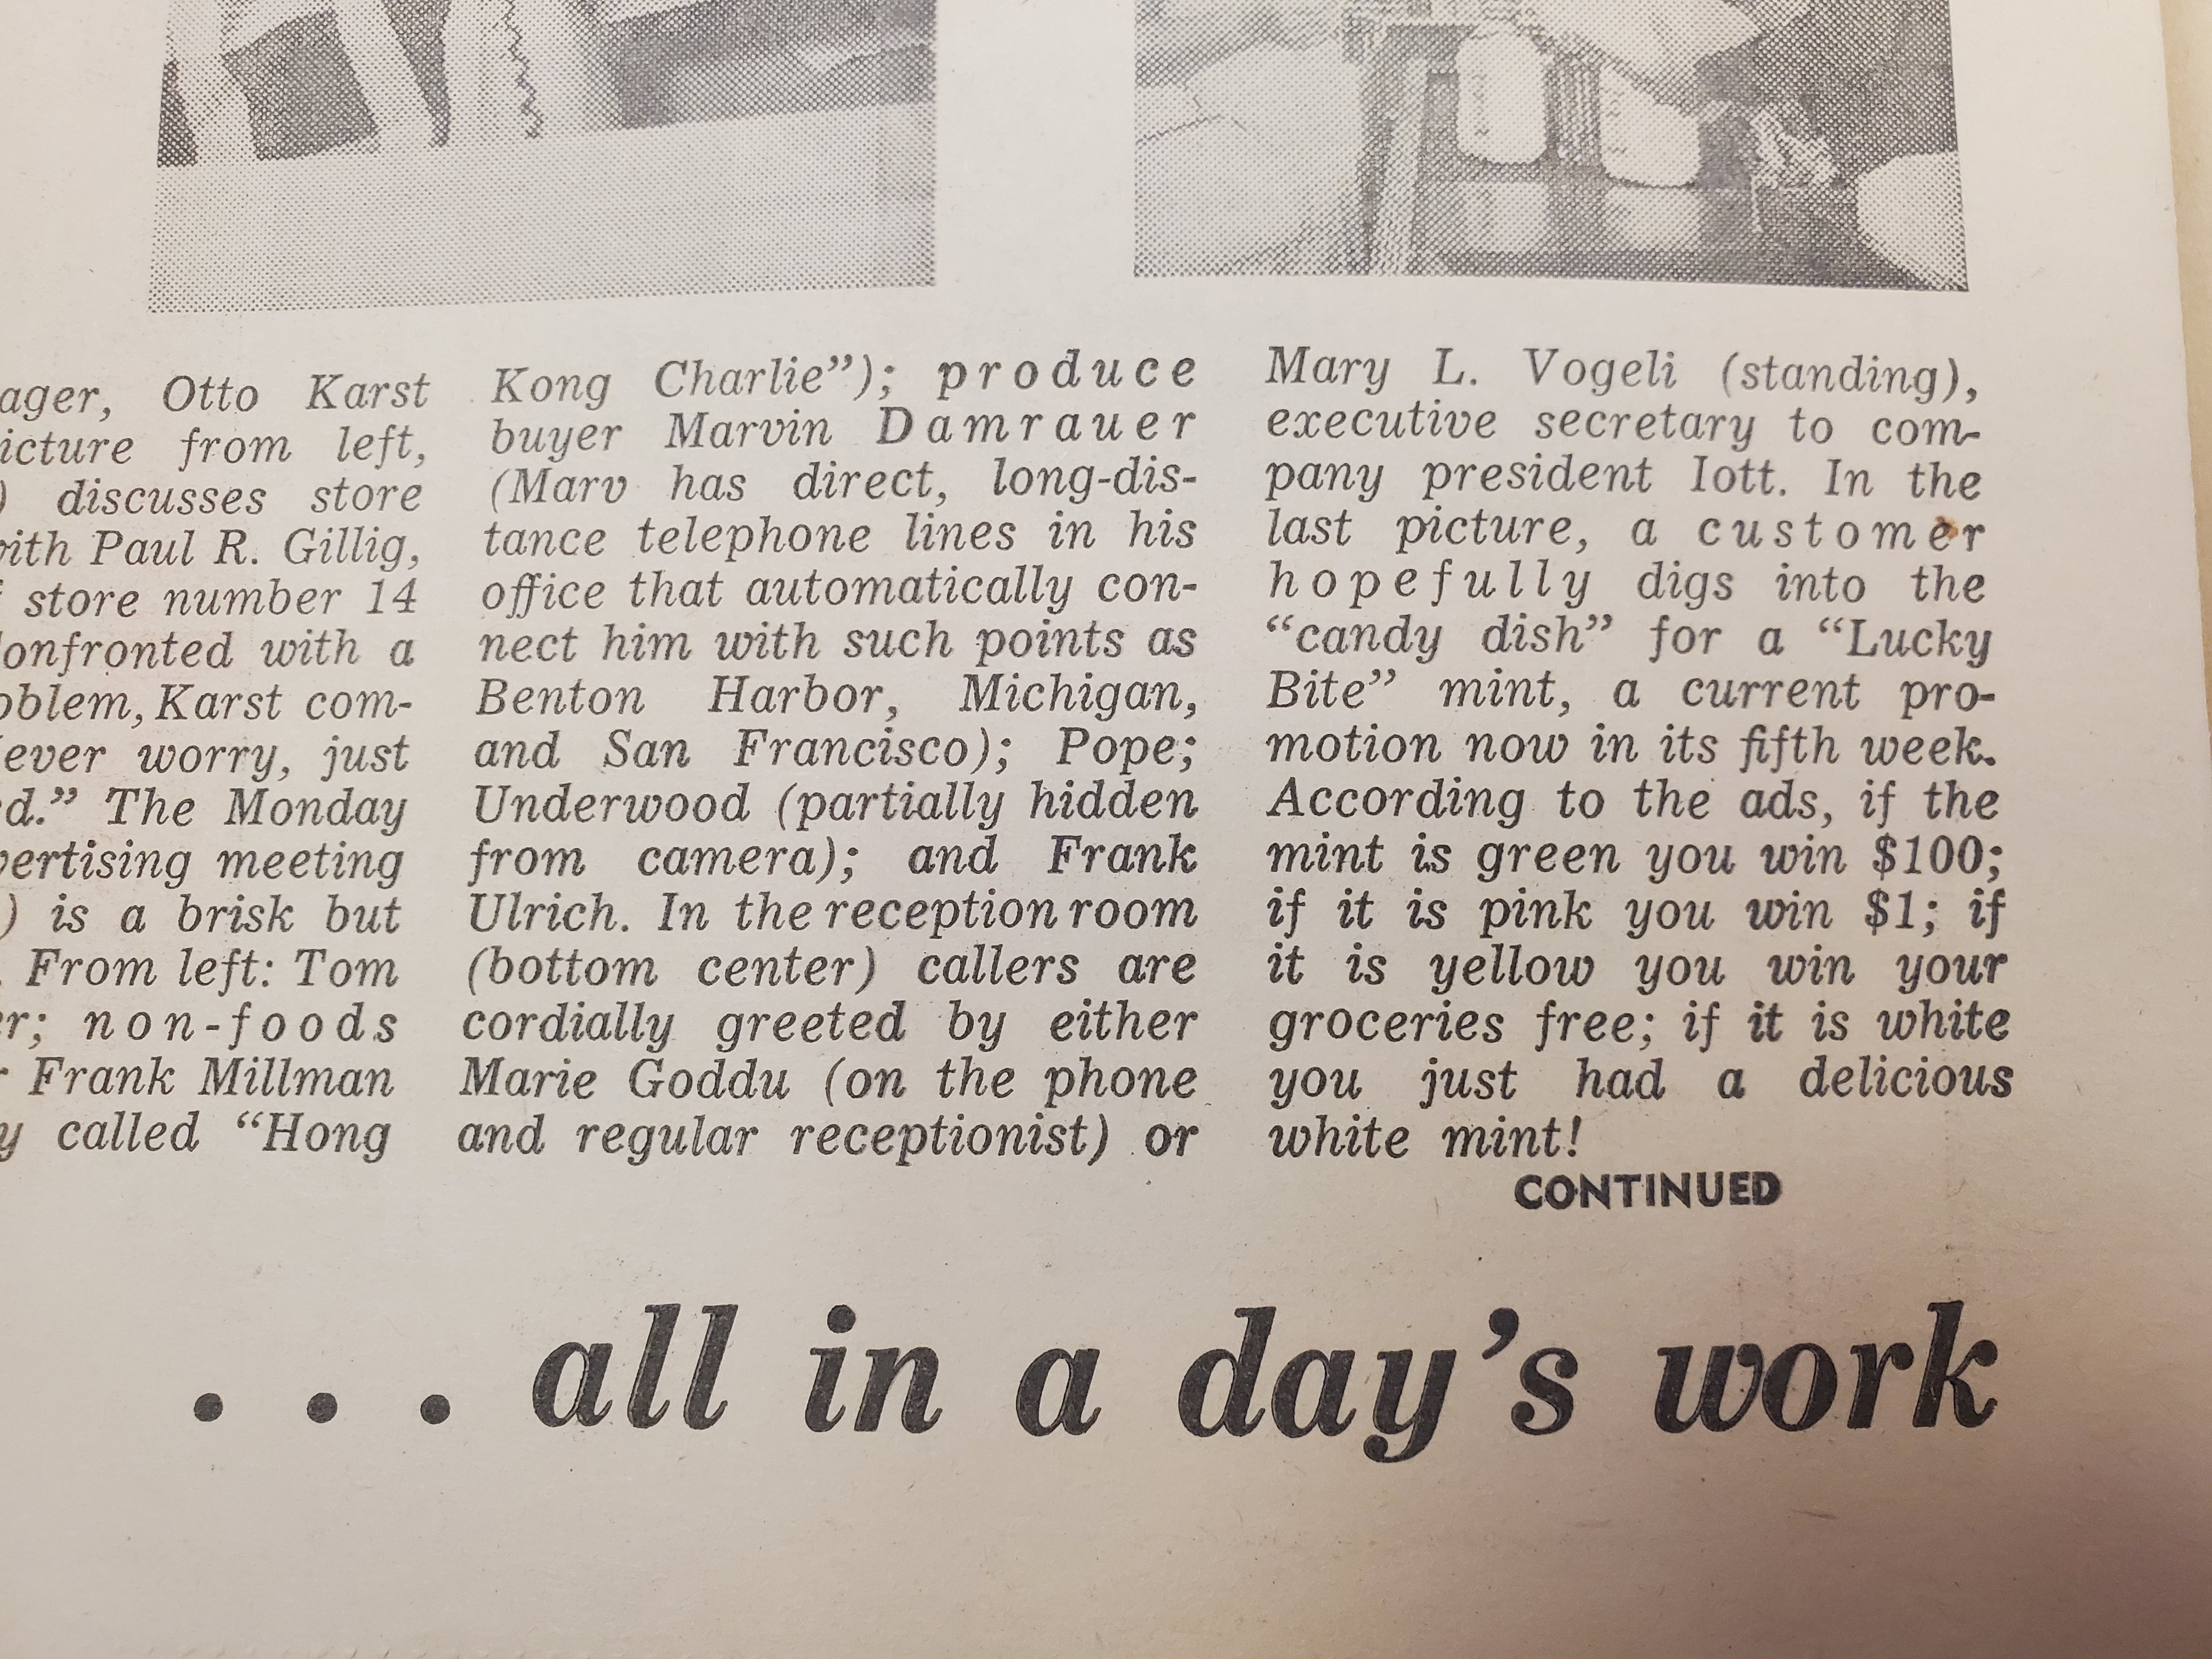 ager, Otto Karst
icture from left,
) discusses store
with Paul R. Gillig,
store number 14
onfronted with a
oblem, Karst com-
ever worry, just
d.” The Monday
vertising meeting
) is a brisk but
. From left: Tom
r; non-foods
Frank Millman
y called “Hong
Kong Charlie”); produce
buyer Marvin Damrauer
(Marv has direct, long-dis-
tance telephone lines in his
office that automatically con-
nect him with such points as
Benton Harbor, Michigan,
and San Francisco); Pope;
Underwood (partially hidden
from camera); and Frank
Ulrich. In the reception room
(bottom center) callers are
cordially greeted by either
Marie Goddu (on the phone
and regular receptionist) or
Mary L. Vogeli (standing),
executive secretary to com-
pany president Iott. In the
last picture, a customer
hopefully digs into the
“candy dish” for a “Lucky
Bite” mint, a current pro-
motion now in its fifth week.
According to the ads, if the
mint is green you win $100;
if it is pink you win $1; if
it is yellow you win your
groceries free; if it is white
you just had a delicious
white mint!
CONTINUED
. . . all in a day’s work